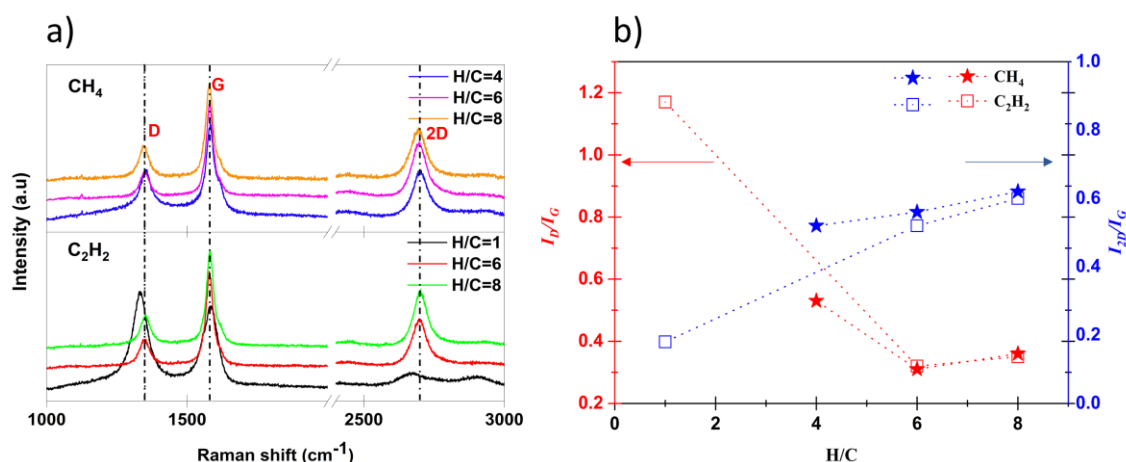 a)
CH4
D
G
2D
H/C=4
H/C=6
H/C=8
C2H2
H/C=1
H/C=6
H/C=8
Intensity (a.u)
1000
1500
2500
3000
Raman shift (cm-1)
b)
CH4
C2H2
ID/IG
1.2
1.0
0.8
0.6
0.4
0.2
I2D/IG
1.0
0.8
0.6
0.4
0.2
0.0
0
2
4
6
8
H/C